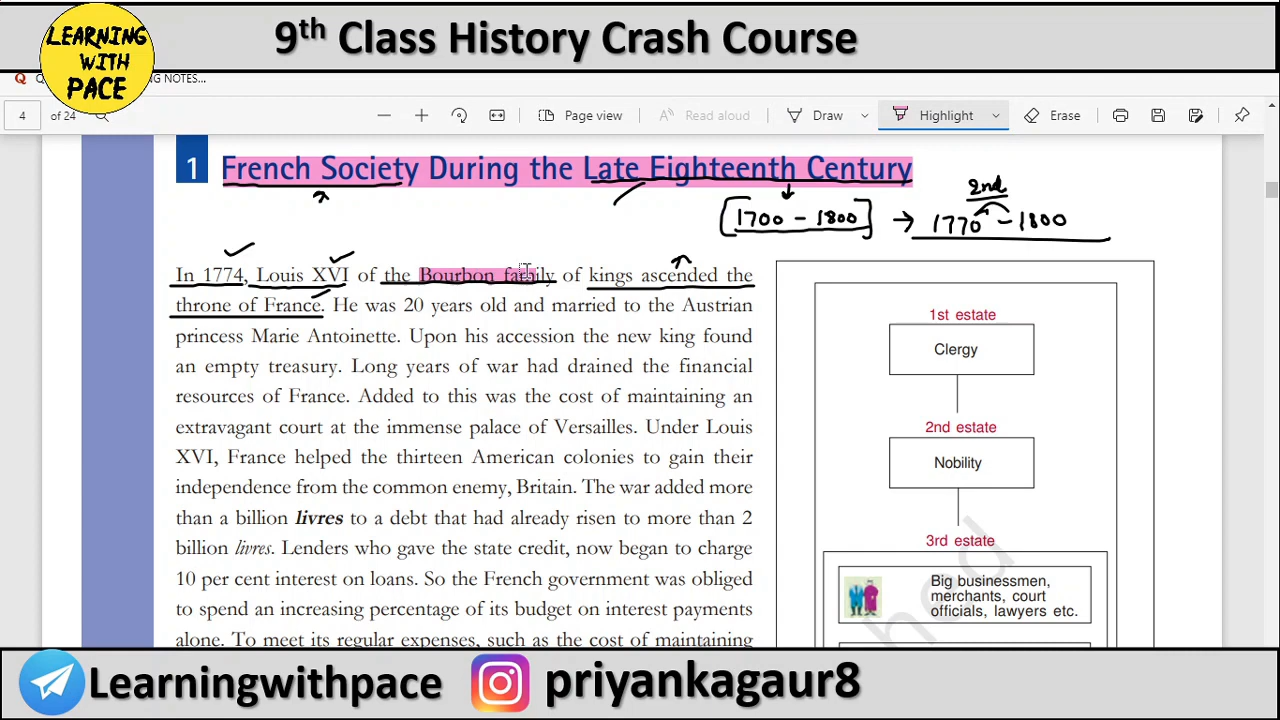 LEARNING
WITH
PACE
9th Class History Crash Course
Q
NG NOTES...
4 of 24
Page view
Read aloud
Draw
Highlight
Erase
1 French Society During the Late Eighteenth Century
2nd
[1700 – 1800] → 1770 – 1800
In 1774, Louis XVI of the Bourbon family of kings ascended the
throne of France. He was 20 years old and married to the Austrian
princess Marie Antoinette. Upon his accession the new king found
an empty treasury. Long years of war had drained the financial
resources of France. Added to this was the cost of maintaining an
extravagant court at the immense palace of Versailles. Under Louis
XVI, France helped the thirteen American colonies to gain their
independence from the common enemy, Britain. The war added more
than a billion livres to a debt that had already risen to more than 2
billion livres. Lenders who gave the state credit, now began to charge
10 per cent interest on loans. So the French government was obliged
to spend an increasing percentage of its budget on interest payments
alone. To meet its regular expenses, such as the cost of maintaining
1st estate
Clergy
2nd estate
Nobility
3rd estate
Big businessmen,
merchants, court
officials, lawyers etc.
hed
Learningwithpace
priyankagaur8